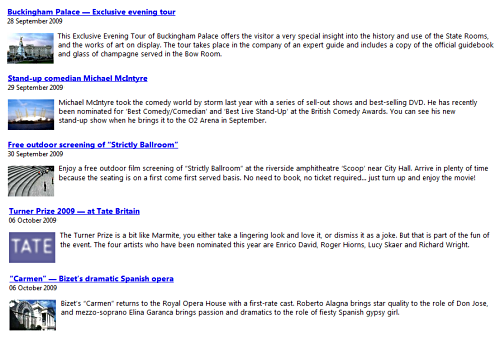 Buckingham Palace — Exclusive evening tour
28 September 2009
This Exclusive Evening Tour of Buckingham Palace offers the visitor a very special insight into the history and use of the State Rooms,
and the works of art on display. The tour takes place in the company of an expert guide and includes a copy of the official guidebook
and glass of champagne served in the Bow Room.
Stand-up comedian Michael McIntyre
29 September 2009
Michael McIntyre took the comedy world by storm last year with a series of sell-out shows and best-selling DVD. He has recently
been nominated for 'Best Comedy/Comedian' and 'Best Live Stand-Up' at the British Comedy Awards. You can see his new
stand-up show when he brings it to the O2 Arena in September.
Free outdoor screening of "Strictly Ballroom"
30 September 2009
Enjoy a free outdoor film screening of "Strictly Ballroom" at the riverside amphitheatre 'Scoop' near City Hall. Arrive in plenty of time
because the seating is on a first come first served basis. No need to book, no ticket required... just turn up and enjoy the movie!
Turner Prize 2009 — at Tate Britain
06 October 2009
TATE
The Turner Prize is a bit like Marmite, you either take a lingering look and love it, or dismiss it as a joke. But that is part of the fun of
the event. The four artists who have been nominated this year are Enrico David, Roger Hiorns, Lucy Skaer and Richard Wright.
"Carmen" — Bizet's dramatic Spanish opera
06 October 2009
Bizet's "Carmen" returns to the Royal Opera House with a first-rate cast. Roberto Alagna brings star quality to the role of Don Jose,
and mezzo-soprano Elina Garanca brings passion and dramatics to the role of fiesty Spanish gypsy girl.